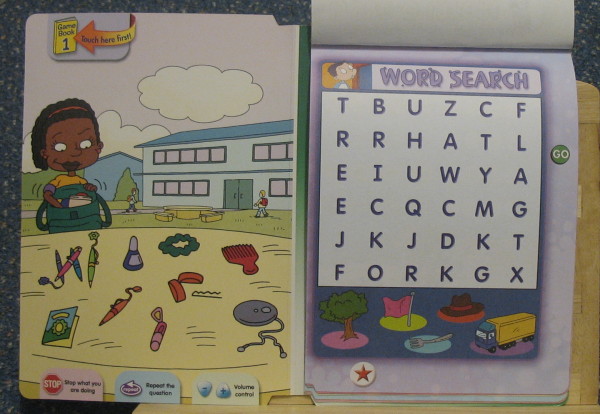 Game
Book
1
Touch here first!
STOP
Stop what you
are doing
Repeat
Repeat the
question
Volume
control
WORD SEARCH
T B U Z C F
R R H A T L
E I U W Y A
E C Q C M G
J K J D K T
F O R K G X
GO